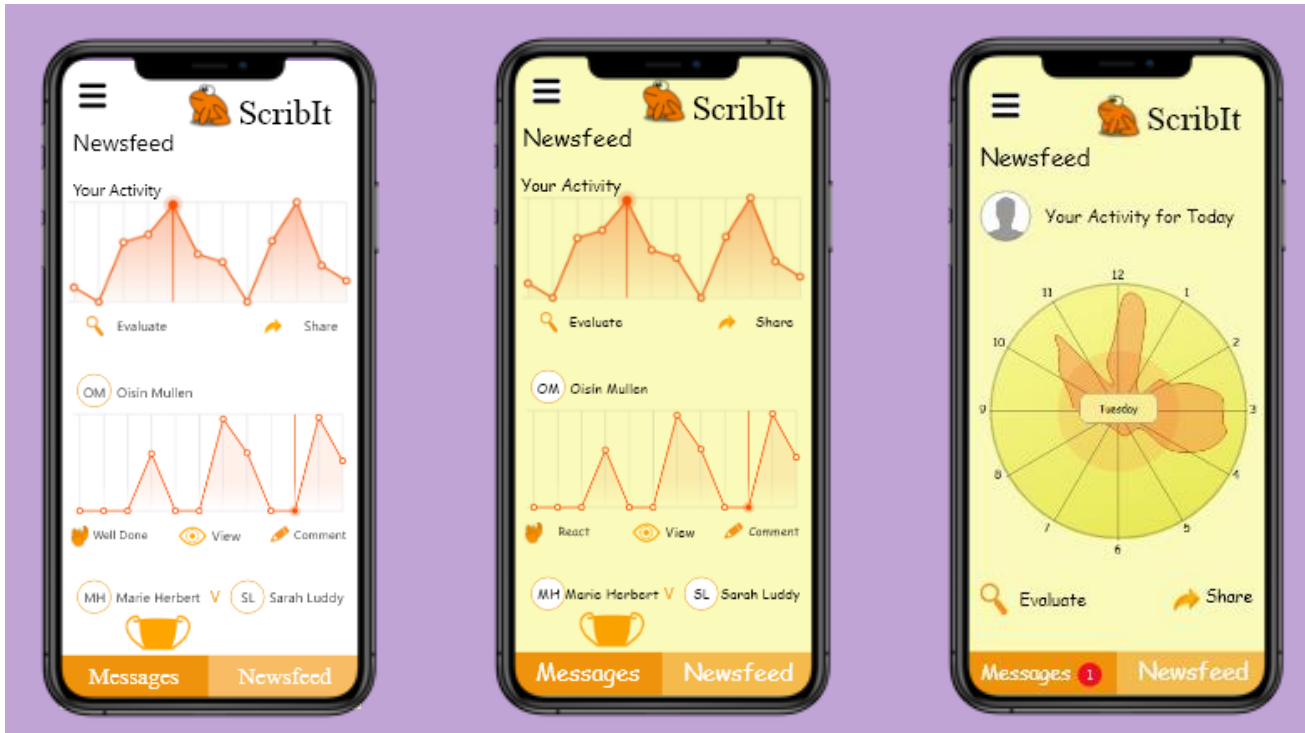 ScribIt
Newsfeed
Your Activity
Evaluate Share
OM Oisin Mullen
Well Done View Comment
MH Marie Herbert V SL Sarah Luddy
Messages Newsfeed
ScribIt
Newsfeed
Your Activity
Evaluate Share
OM Oisin Mullen
React View Comment
MH Marie Herbert V SL Sarah Luddy
Messages Newsfeed
ScribIt
Newsfeed
Your Activity for Today
12
11 1
10 2
9 Tuesday 3
8 4
7 5
6
Evaluate Share
Messages 1 Newsfeed